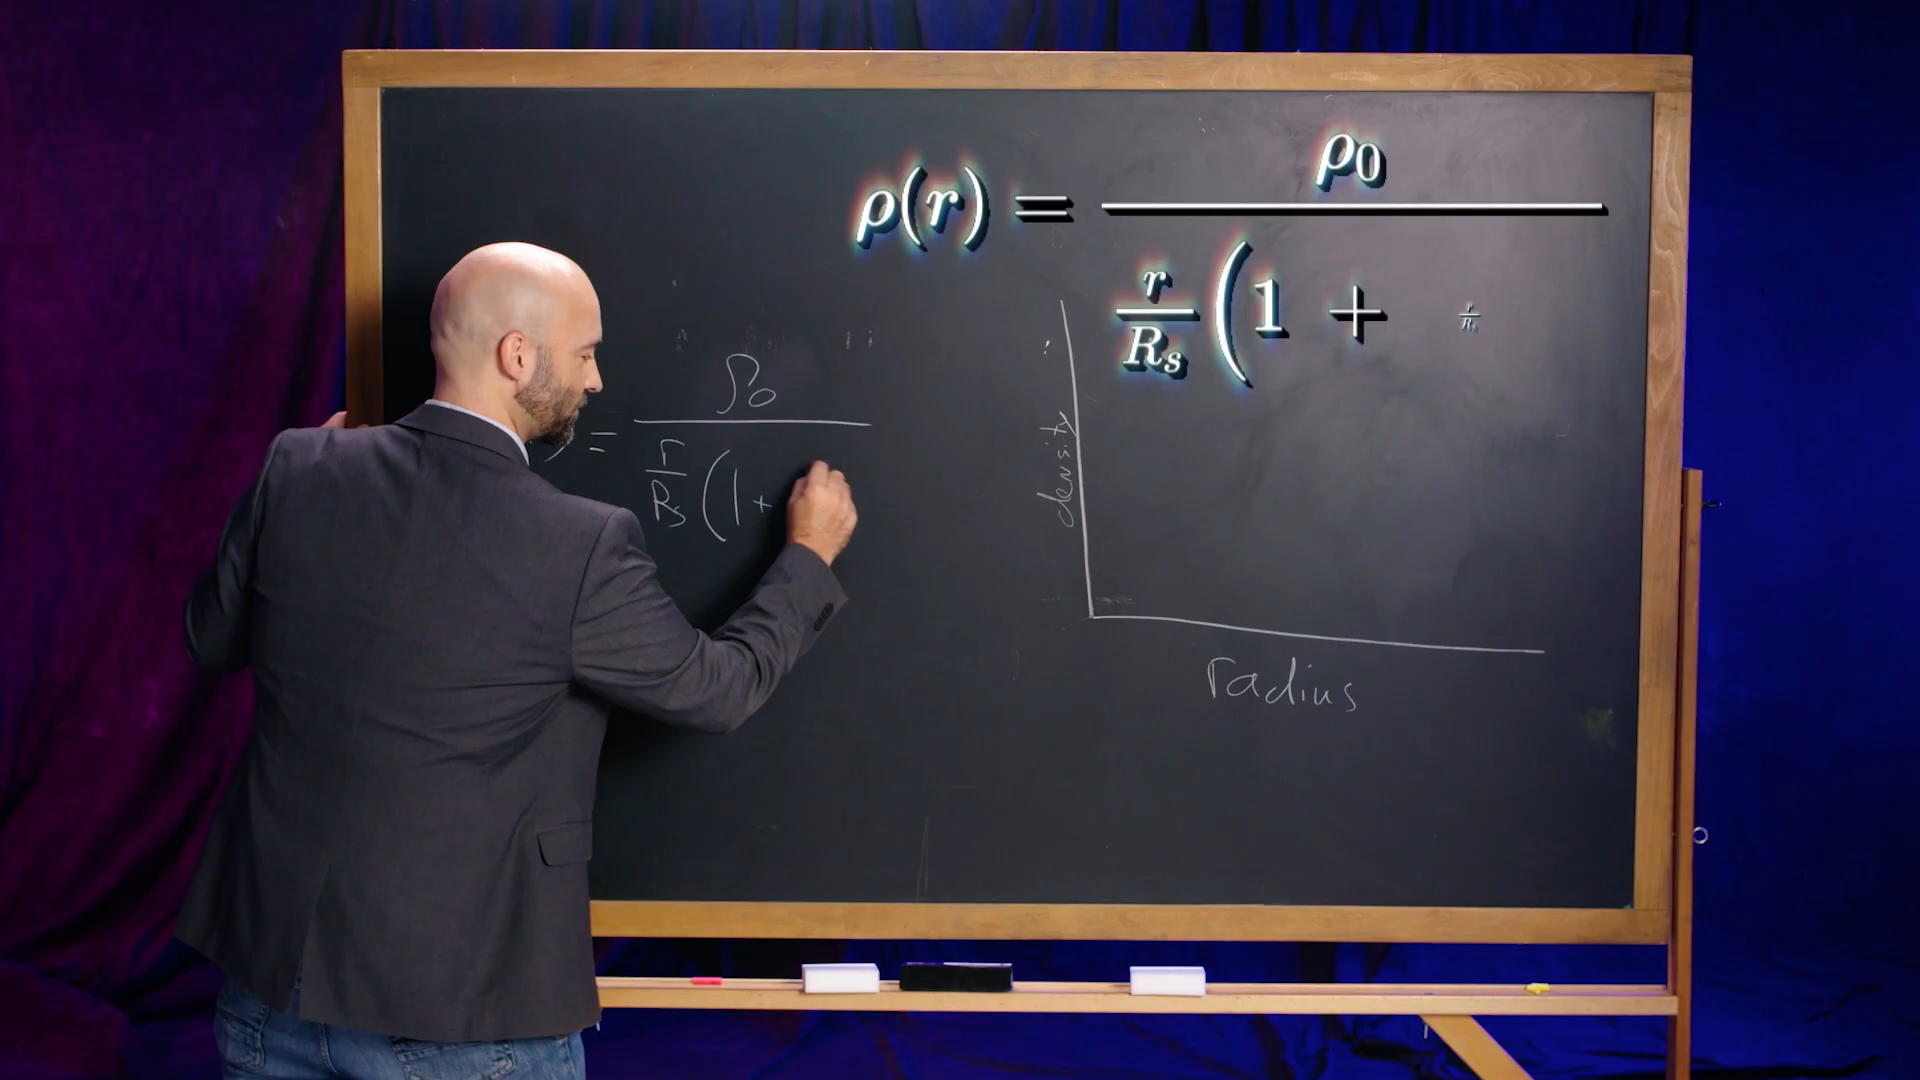 ρ(r) = ρ0
r/Rs (1 + r/Rs
) = ρ0
r/Rs (1 +
density
radius